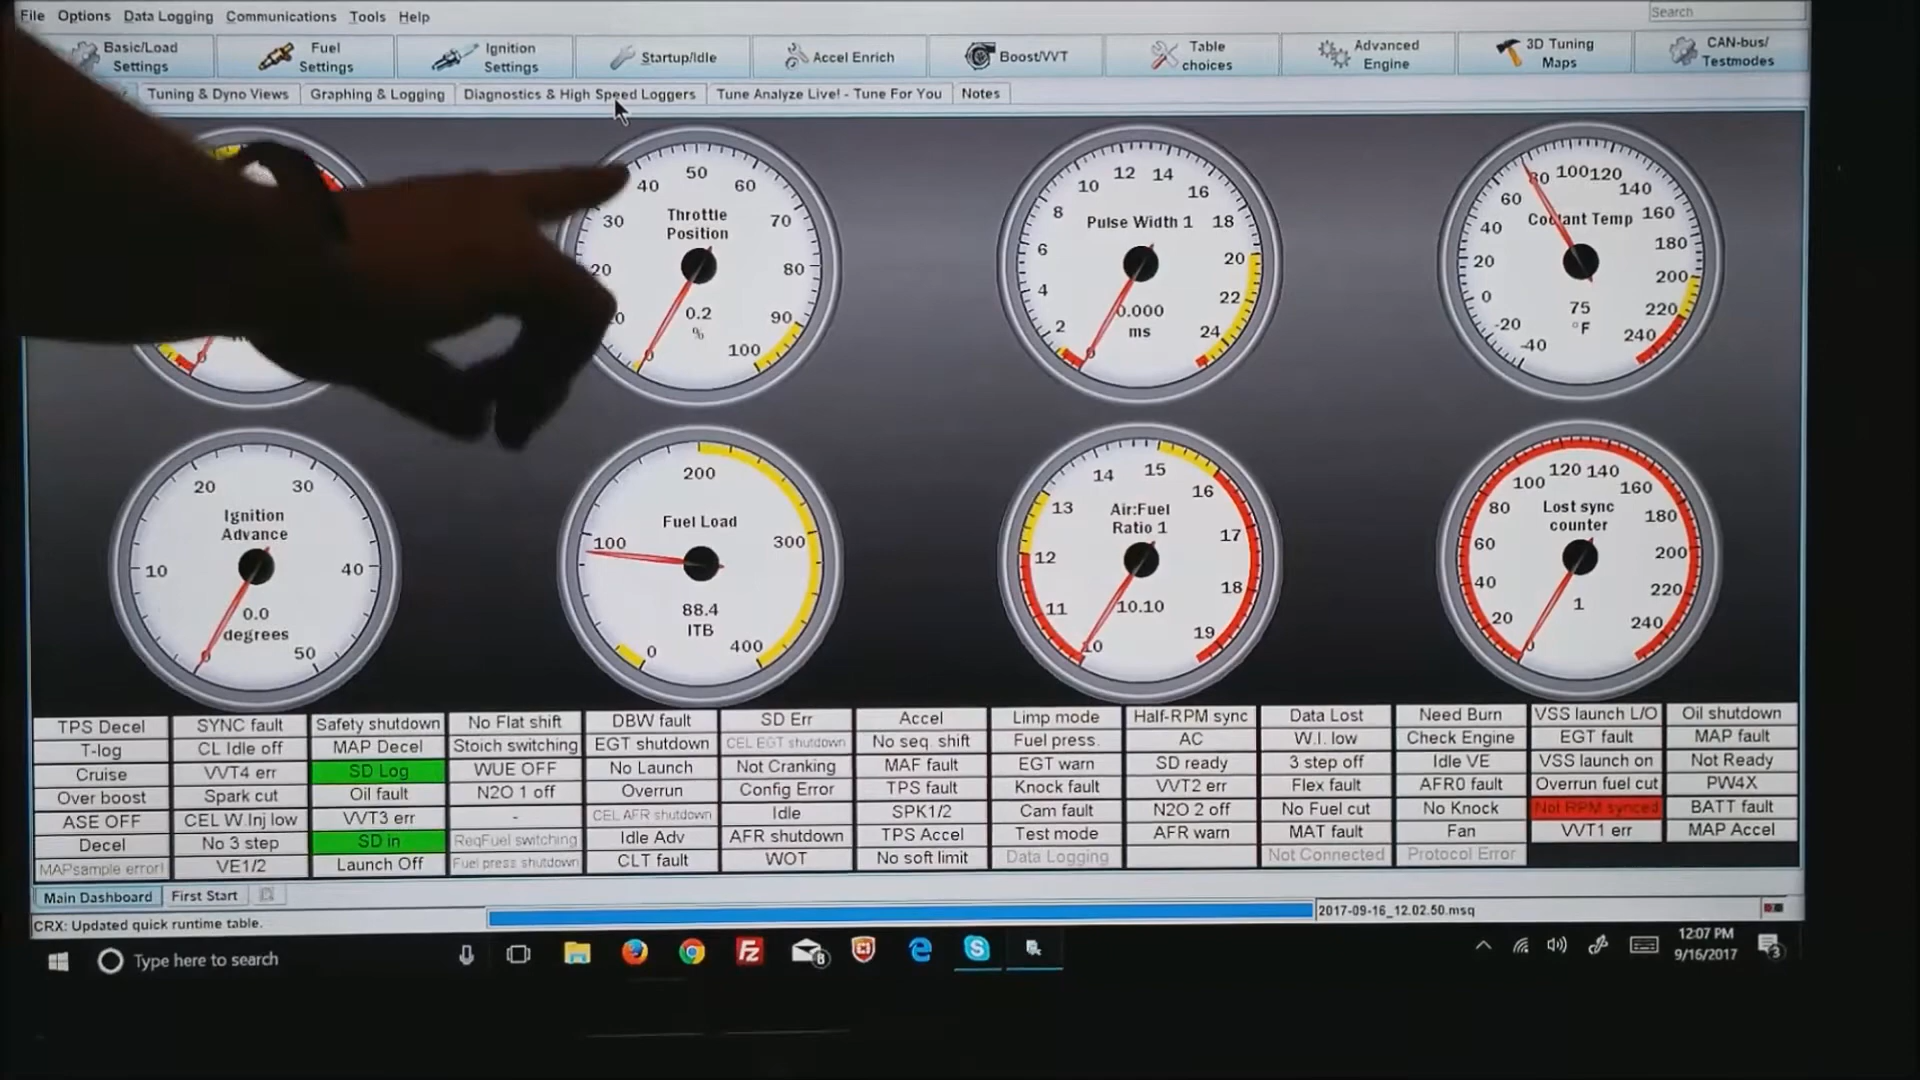 File Options Data Logging Communications Tools Help
Search
Basic/Load Settings
Fuel Settings
Ignition Settings
Startup/Idle
Accel Enrich
Boost/VVT
Table choices
Advanced Engine
3D Tuning Maps
CAN-bus/ Testmodes
Tuning & Dyno Views Graphing & Logging Diagnostics & High Speed Loggers Tune Analyze Live! - Tune For You Notes
0
Throttle Position
0 20 30 40 50 60 70 80 90 100
0.2
%
Pulse Width 1
0 2 4 6 8 10 12 14 16 18 20 22 24
0.000
ms
Coolant Temp
-40 -20 0 20 40 60 80 100 120 140 160 180 200 220 240
75
°F
Ignition Advance
0 10 20 30 40 50
0.0
degrees
Fuel Load
0 100 200 300 400
88.4
ITB
Air:Fuel Ratio 1
10 11 12 13 14 15 16 17 18 19
10.10
Lost sync counter
0 20 40 60 80 100 120 140 160 180 200 220 240
1
TPS Decel SYNC fault Safety shutdown No Flat shift DBW fault SD Err Accel Limp mode Half-RPM sync Data Lost Need Burn VSS launch L/O Oil shutdown
T-log CL Idle off MAP Decel Stoich switching EGT shutdown CEL EGT shutdown No seq. shift Fuel press. AC W.I. low Check Engine EGT fault MAP fault
Cruise VVT4 err SD Log WUE OFF No Launch Not Cranking MAF fault EGT warn SD ready 3 step off Idle VE VSS launch on Not Ready
Over boost Spark cut Oil fault N2O 1 off Overrun Config Error TPS fault Knock fault VVT2 err Flex fault AFR0 fault Overrun fuel cut PW4X
ASE OFF CEL W.Inj low VVT3 err - CEL AFR shutdown Idle SPK1/2 Cam fault N2O 2 off No Fuel cut No Knock Not RPM synced BATT fault
Decel No 3 step SD in ReqFuel switching Idle Adv AFR shutdown TPS Accel Test mode AFR warn MAT fault Fan VVT1 err MAP Accel
MAPsample error! VE1/2 Launch Off Fuel press shutdown CLT fault WOT No soft limit Data Logging Not Connected Protocol Error
Main Dashboard First Start
CRX: Updated quick runtime table.
2017-09-16_12.02.50.msq
Type here to search
12:07 PM
9/16/2017
3